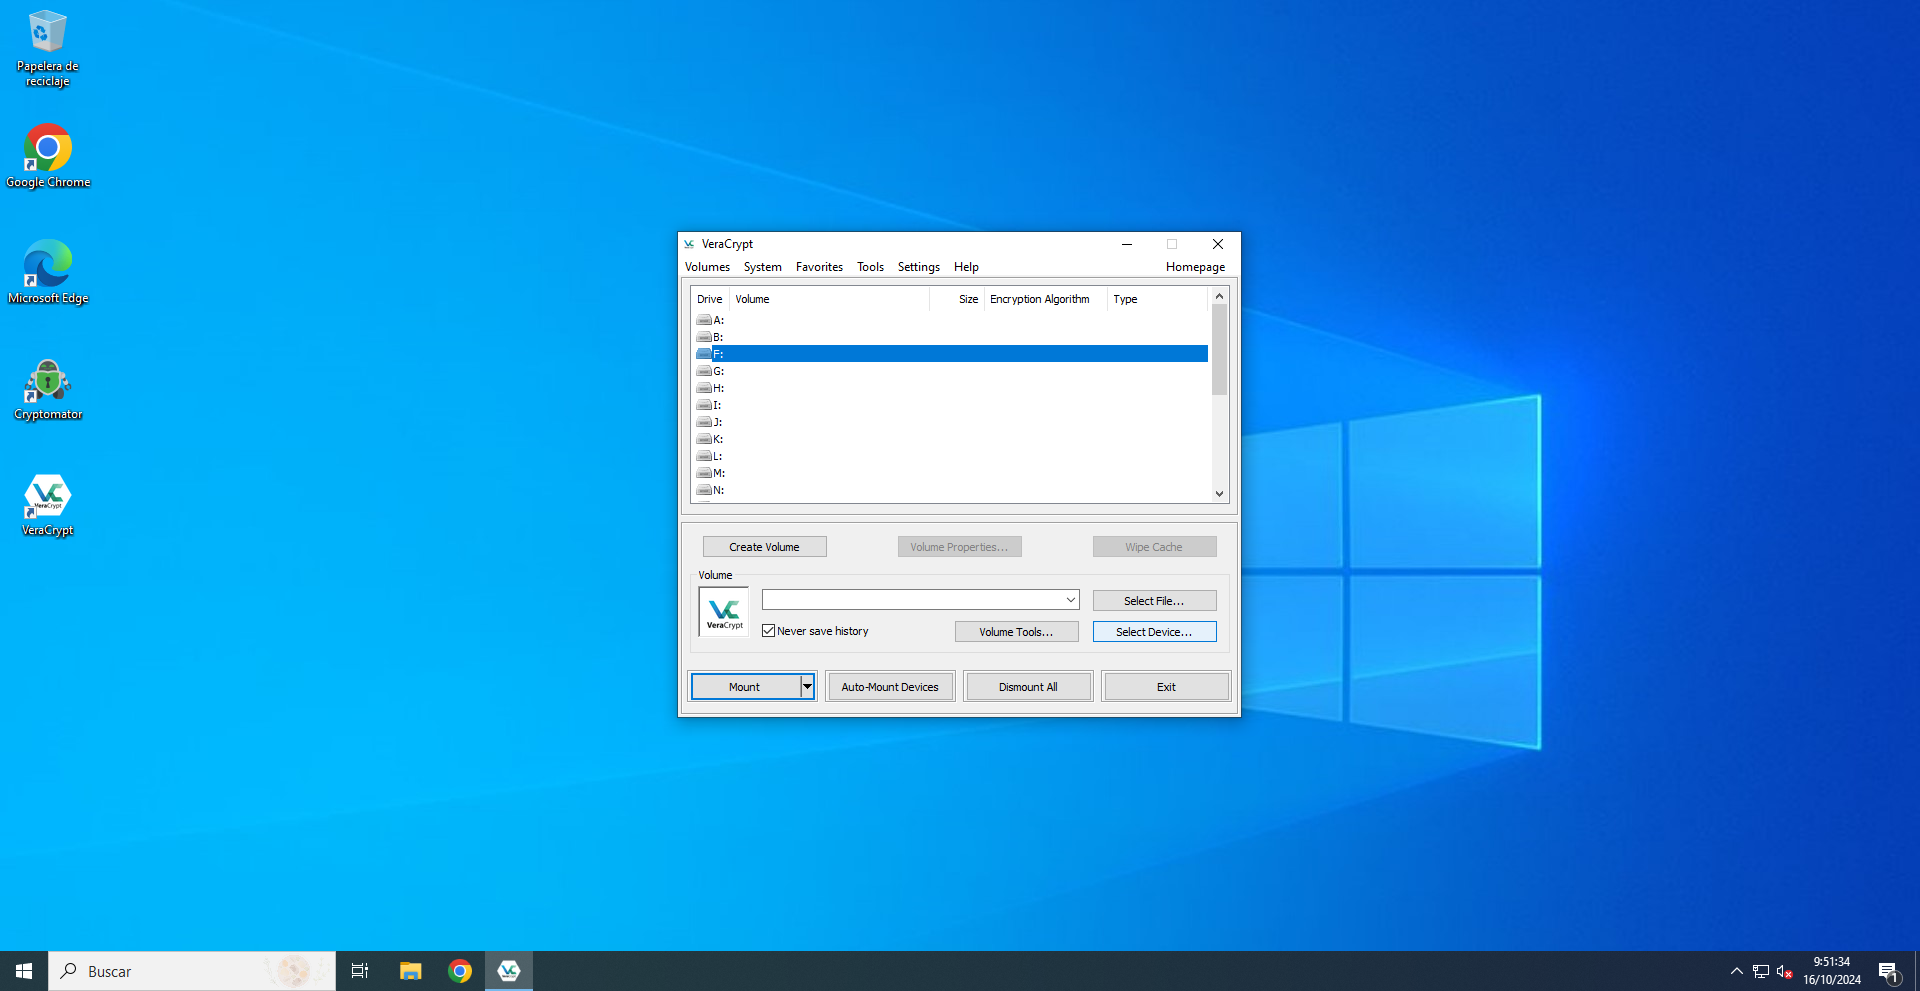 Papelera de
reciclaje
Google Chrome
Microsoft Edge
Cryptomator
VeraCrypt
VeraCrypt
VeraCrypt
Volumes System Favorites Tools Settings Help Homepage
Drive Volume Size Encryption Algorithm Type
A:
B:
F:
G:
H:
I:
J:
K:
L:
M:
N:
Create Volume Volume Properties... Wipe Cache
Volume
VeraCrypt
Select File...
Never save history Volume Tools... Select Device...
Mount Auto-Mount Devices Dismount All Exit
Buscar
9:51:34
16/10/2024
1